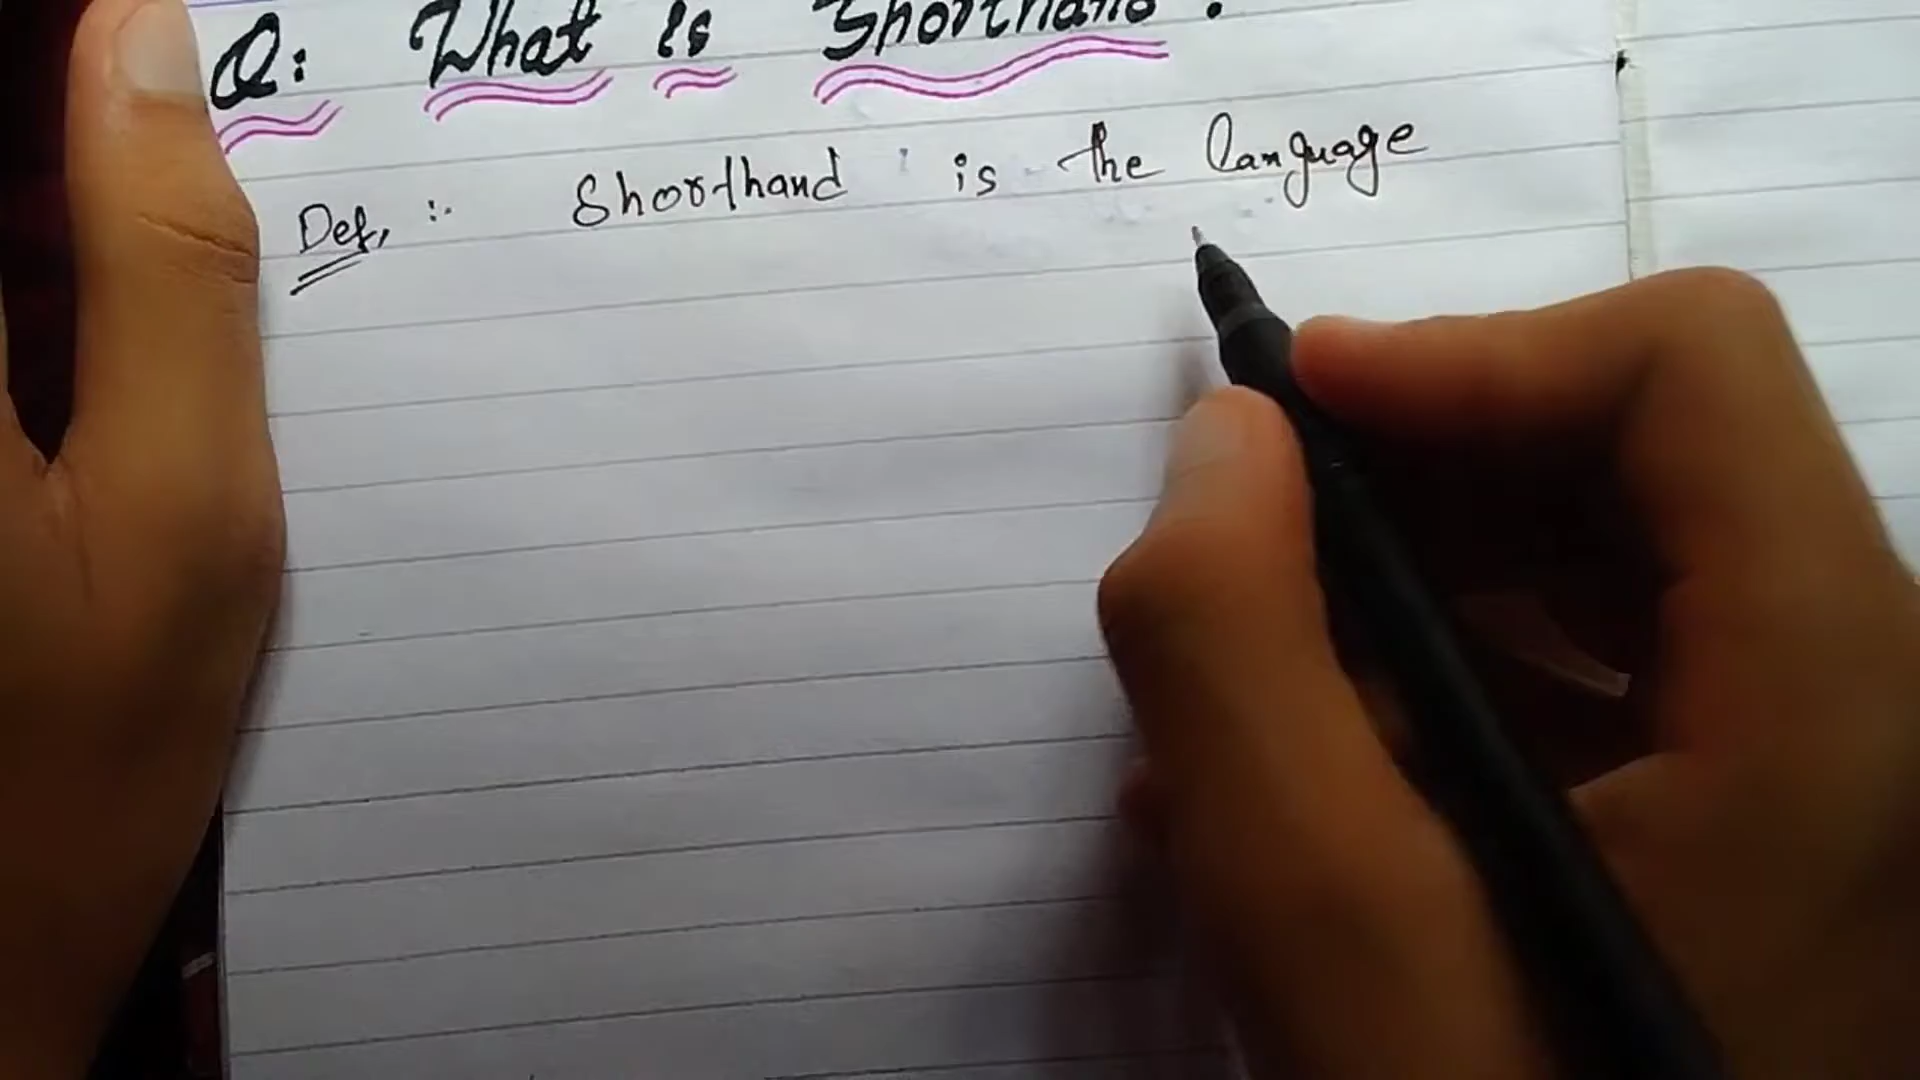 Q: What is Shorthand?
Def, :- Shorthand is the language